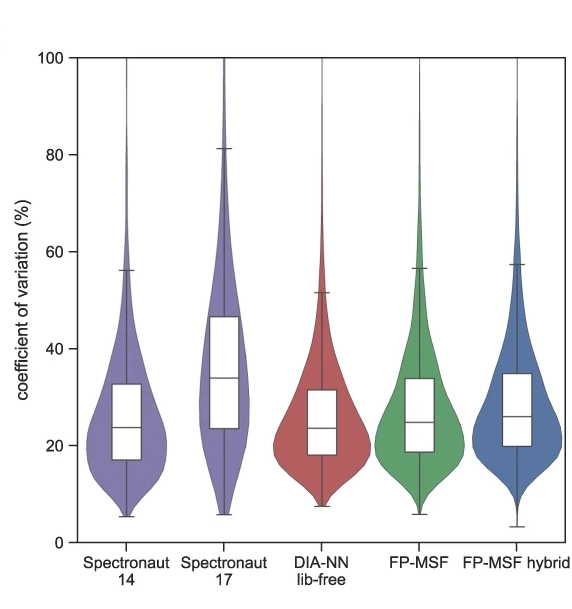 100
80
60
40
20
0
coefficient of variation (%)
Spectronaut
14
Spectronaut
17
DIA-NN
lib-free
FP-MSF
FP-MSF hybrid